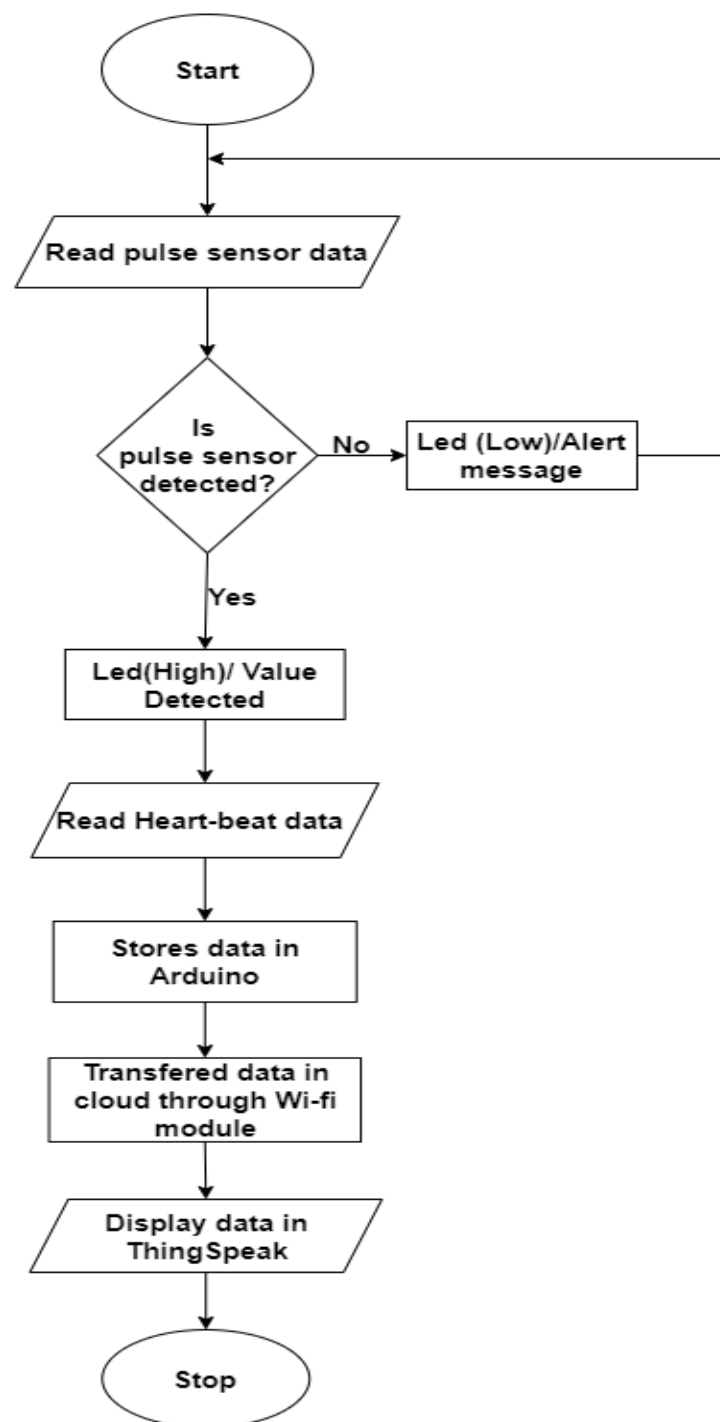 Start
Read pulse sensor data
Is
pulse sensor
detected?
No
Led (Low)/Alert
message
Yes
Led(High)/ Value
Detected
Read Heart-beat data
Stores data in
Arduino
Transfered data in
cloud through Wi-fi
module
Display data in
ThingSpeak
Stop